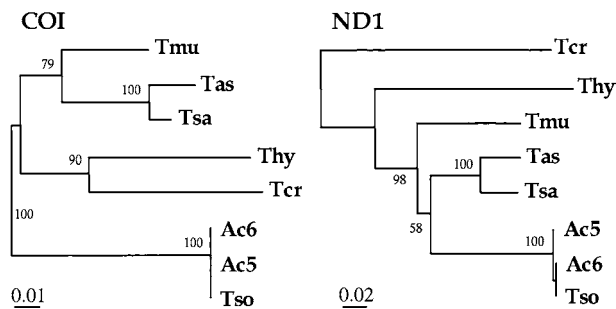 COI
Tmu
79
Tas
100
Tsa
Thy
90
Tcr
100
Ac6
100
Ac5
Tso
0.01
ND1
Tcr
Thy
Tmu
Tas
100
98
Tsa
58
Ac5
100
Ac6
Tso
0.02